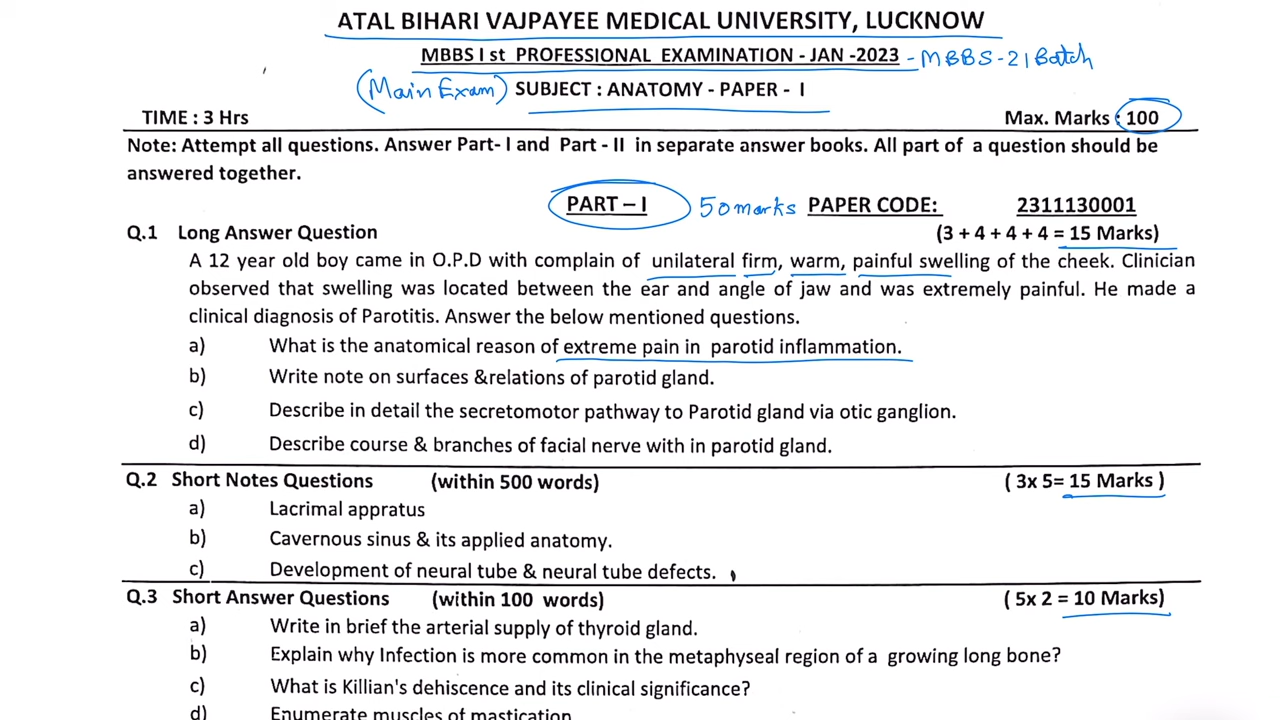 ATAL BIHARI VAJPAYEE MEDICAL UNIVERSITY, LUCKNOW
MBBS I st PROFESSIONAL EXAMINATION - JAN -2023 - MBBS-21 Batch
(Main Exam) SUBJECT : ANATOMY - PAPER - I
TIME : 3 Hrs Max. Marks : 100
Note: Attempt all questions. Answer Part- I and Part - II in separate answer books. All part of a question should be
answered together.
PART – I 50 marks PAPER CODE: 2311130001
Q.1 Long Answer Question (3 + 4 + 4 + 4 = 15 Marks)
A 12 year old boy came in O.P.D with complain of unilateral firm, warm, painful swelling of the cheek. Clinician
observed that swelling was located between the ear and angle of jaw and was extremely painful. He made a
clinical diagnosis of Parotitis. Answer the below mentioned questions.
a) What is the anatomical reason of extreme pain in parotid inflammation.
b) Write note on surfaces &relations of parotid gland.
c) Describe in detail the secretomotor pathway to Parotid gland via otic ganglion.
d) Describe course & branches of facial nerve with in parotid gland.
Q.2 Short Notes Questions (within 500 words) ( 3x 5= 15 Marks )
a) Lacrimal appratus
b) Cavernous sinus & its applied anatomy.
c) Development of neural tube & neural tube defects.
Q.3 Short Answer Questions (within 100 words) ( 5x 2 = 10 Marks)
a) Write in brief the arterial supply of thyroid gland.
b) Explain why Infection is more common in the metaphyseal region of a growing long bone?
c) What is Killian's dehiscence and its clinical significance?
d) Enumerate muscles of mastication